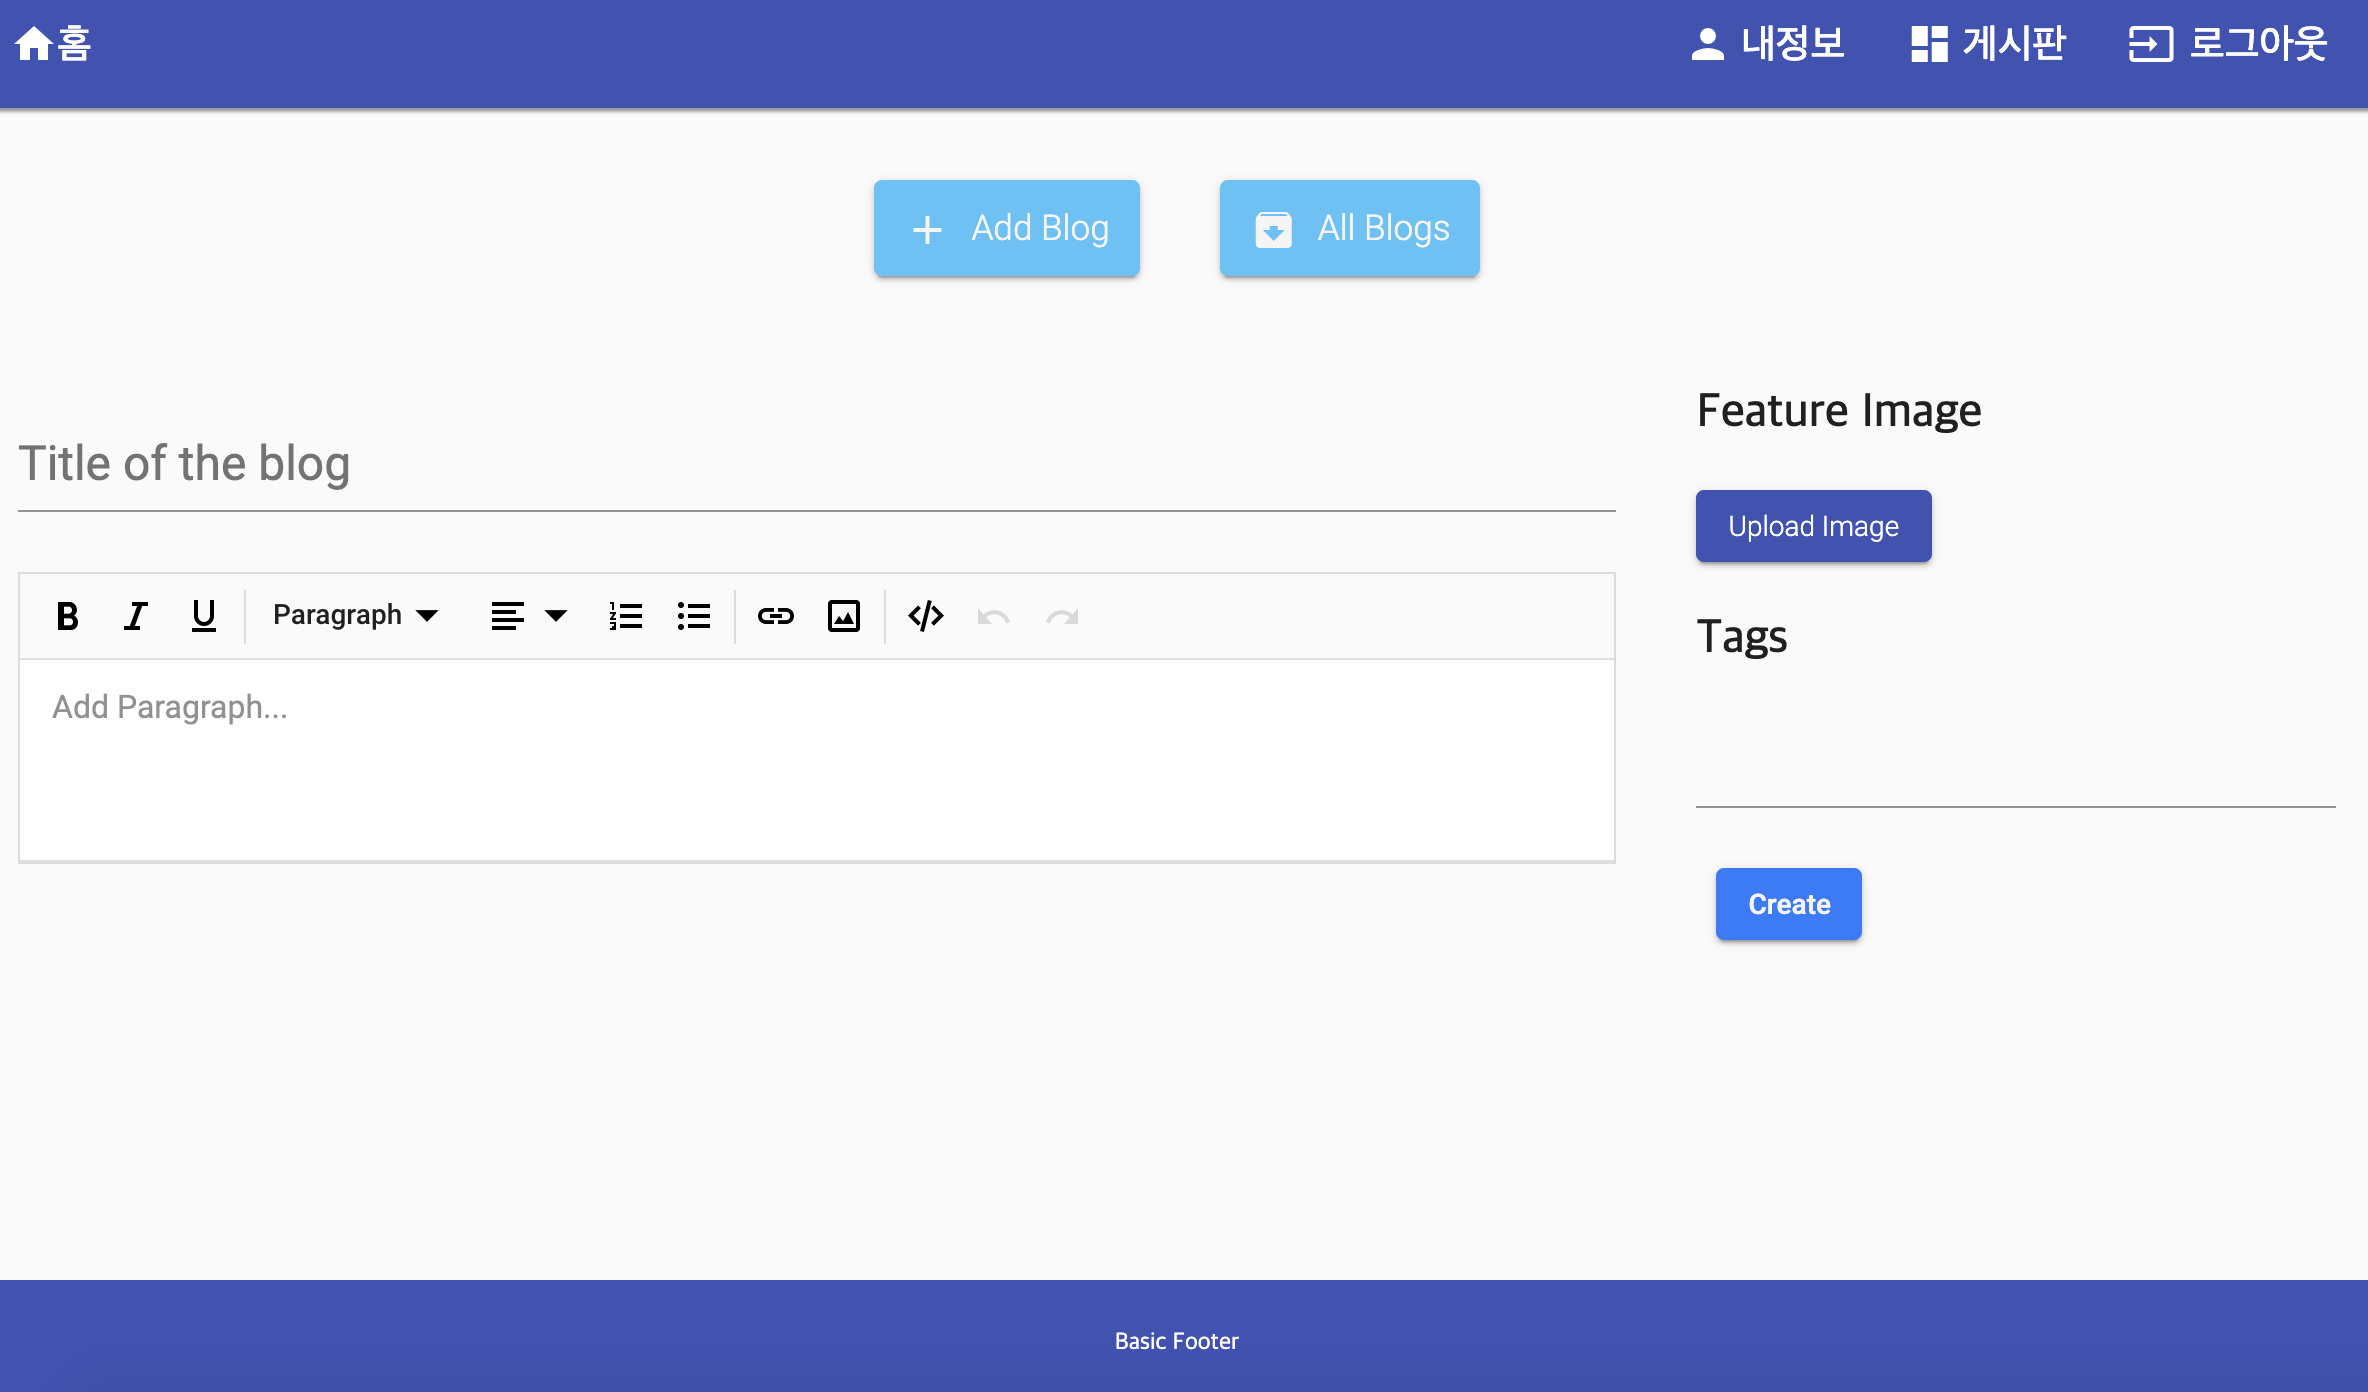 홈
내정보
게시판
로그아웃
Add Blog
All Blogs
Title of the blog
B I U Paragraph
Add Paragraph...
Feature Image
Upload Image
Tags
Create
Basic Footer